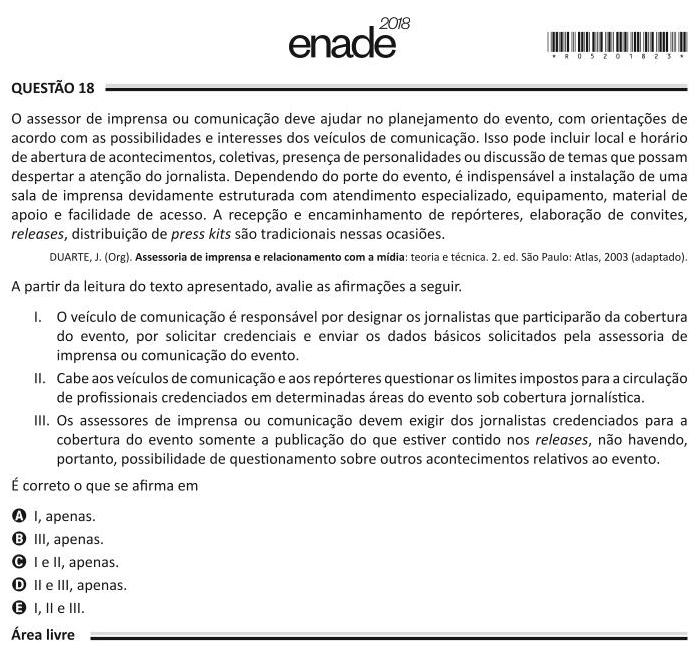 enade 2018
*R05201823*
QUESTÃO 18
O assessor de imprensa ou comunicação deve ajudar no planejamento do evento, com orientações de
acordo com as possibilidades e interesses dos veículos de comunicação. Isso pode incluir local e horário
de abertura de acontecimentos, coletivas, presença de personalidades ou discussão de temas que possam
despertar a atenção do jornalista. Dependendo do porte do evento, é indispensável a instalação de uma
sala de imprensa devidamente estruturada com atendimento especializado, equipamento, material de
apoio e facilidade de acesso. A recepção e encaminhamento de repórteres, elaboração de convites,
releases, distribuição de press kits são tradicionais nessas ocasiões.
DUARTE, J. (Org). Assessoria de imprensa e relacionamento com a mídia: teoria e técnica. 2. ed. São Paulo: Atlas, 2003 (adaptado).
A partir da leitura do texto apresentado, avalie as afirmações a seguir.
I. O veículo de comunicação é responsável por designar os jornalistas que participarão da cobertura
do evento, por solicitar credenciais e enviar os dados básicos solicitados pela assessoria de
imprensa ou comunicação do evento.
II. Cabe aos veículos de comunicação e aos repórteres questionar os limites impostos para a circulação
de profissionais credenciados em determinadas áreas do evento sob cobertura jornalística.
III. Os assessores de imprensa ou comunicação devem exigir dos jornalistas credenciados para a
cobertura do evento somente a publicação do que estiver contido nos releases, não havendo,
portanto, possibilidade de questionamento sobre outros acontecimentos relativos ao evento.
É correto o que se afirma em
A I, apenas.
B III, apenas.
C I e II, apenas.
D II e III, apenas.
E I, II e III.
Área livre